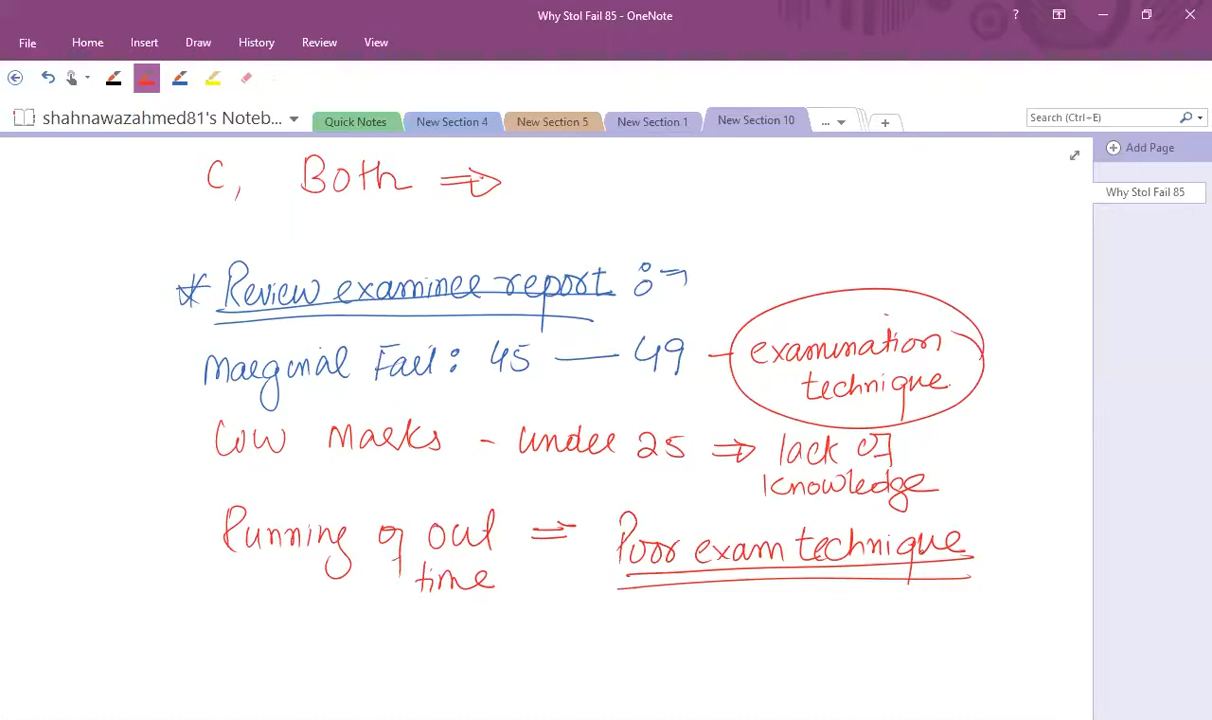 Why Stol Fail 85 - OneNote
?
File Home Insert Draw History Review View
shahnawazahmed81's Noteb...
Quick Notes New Section 4 New Section 5 New Section 1 New Section 10 ... +
Search (Ctrl+E)
Add Page
Why Stol Fail 85
C, Both ⇒
* Review examinee report :
Marginal Fail: 45 — 49 – examination
technique
Low Marks - under 25 ⇒ lack of
knowledge
Running of out = Poor exam technique
time